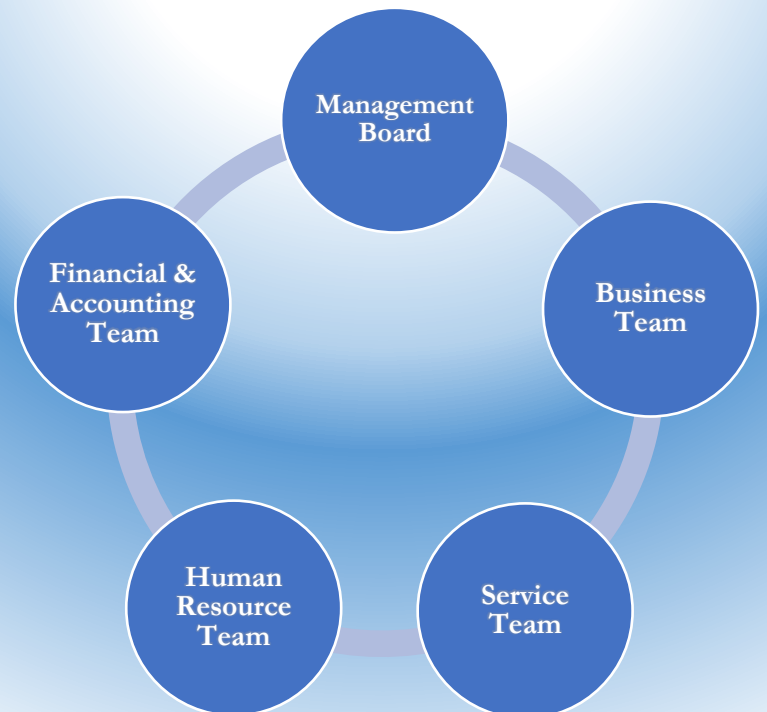 Management
Board
Financial &
Accounting
Team
Business
Team
Human
Resource
Team
Service
Team